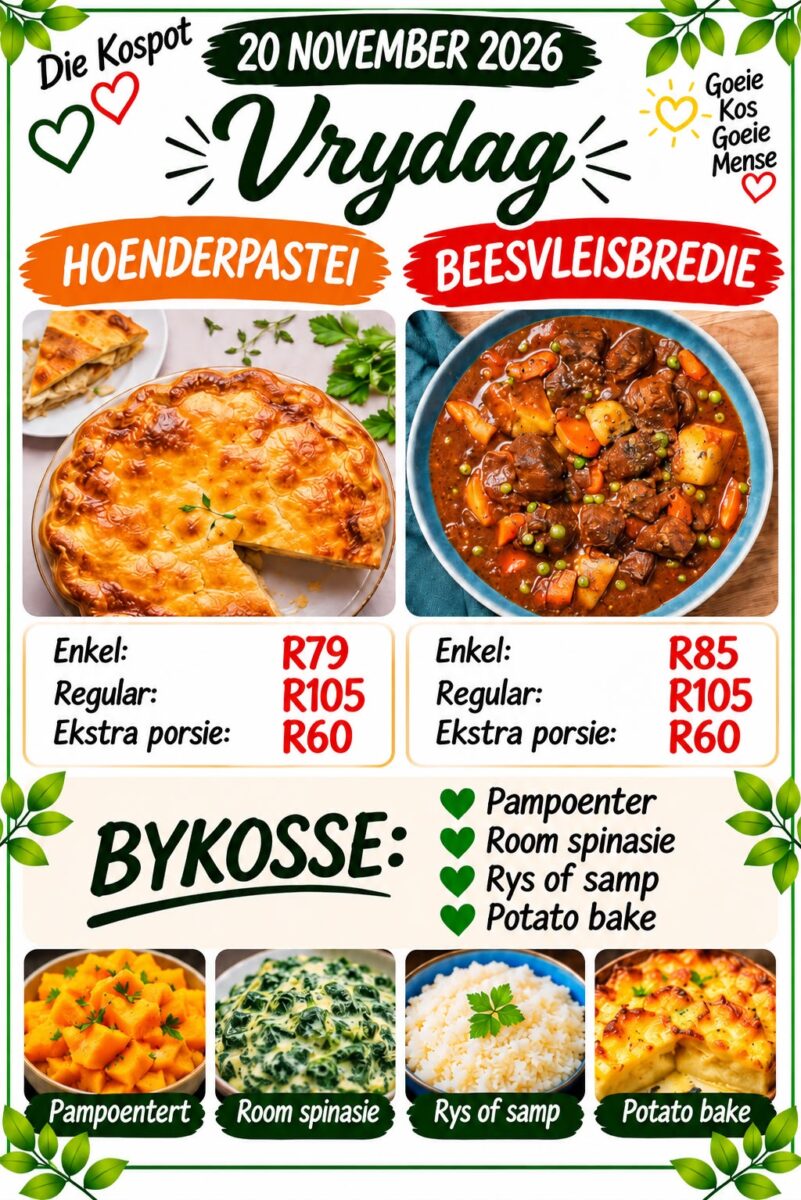 Die Kospot
20 NOVEMBER 2026
Goeie
Kos
Goeie
Mense
Vrydag
HOENDERPASTEI
BEESVLEISBREDIE
Enkel: R79
Regular: R105
Ekstra porsie: R60
Enkel: R85
Regular: R105
Ekstra porsie: R60
BYKOSSE:
Pampoenter
Room spinasie
Rys of samp
Potato bake
Pampoentert
Room spinasie
Rys of samp
Potato bake